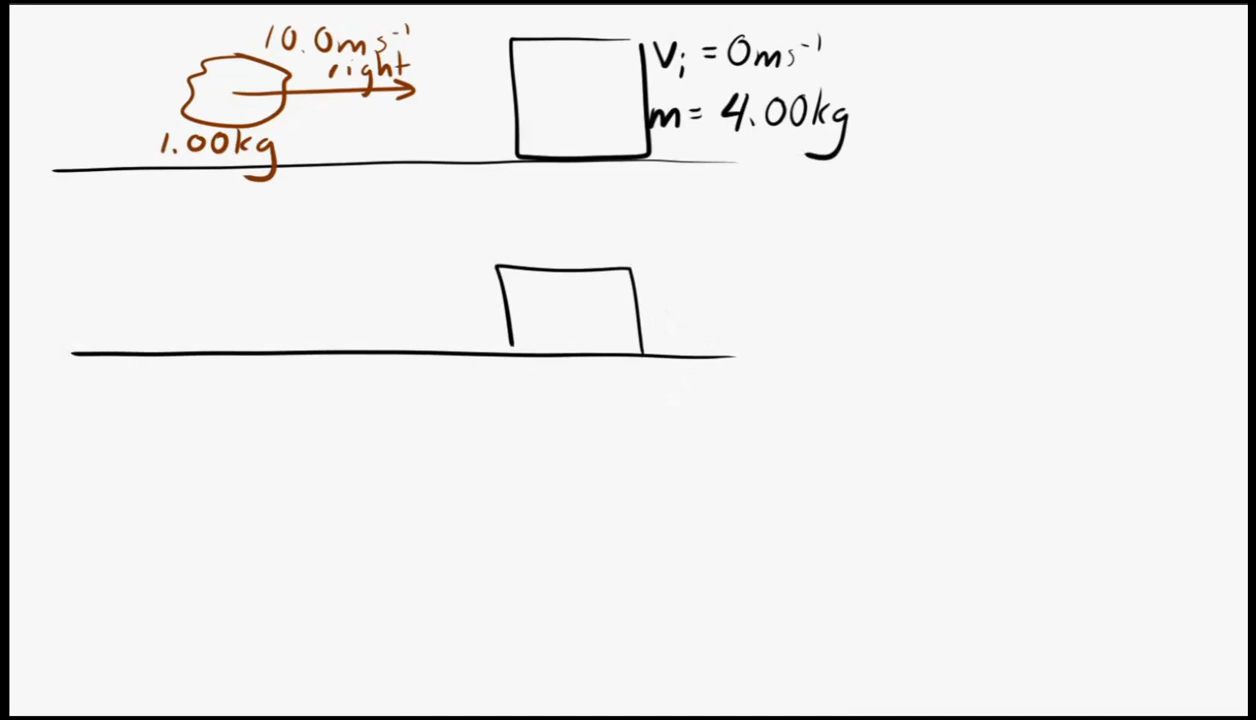 10.0ms⁻¹
right
1.00kg
Vᵢ = 0ms⁻¹
m = 4.00kg